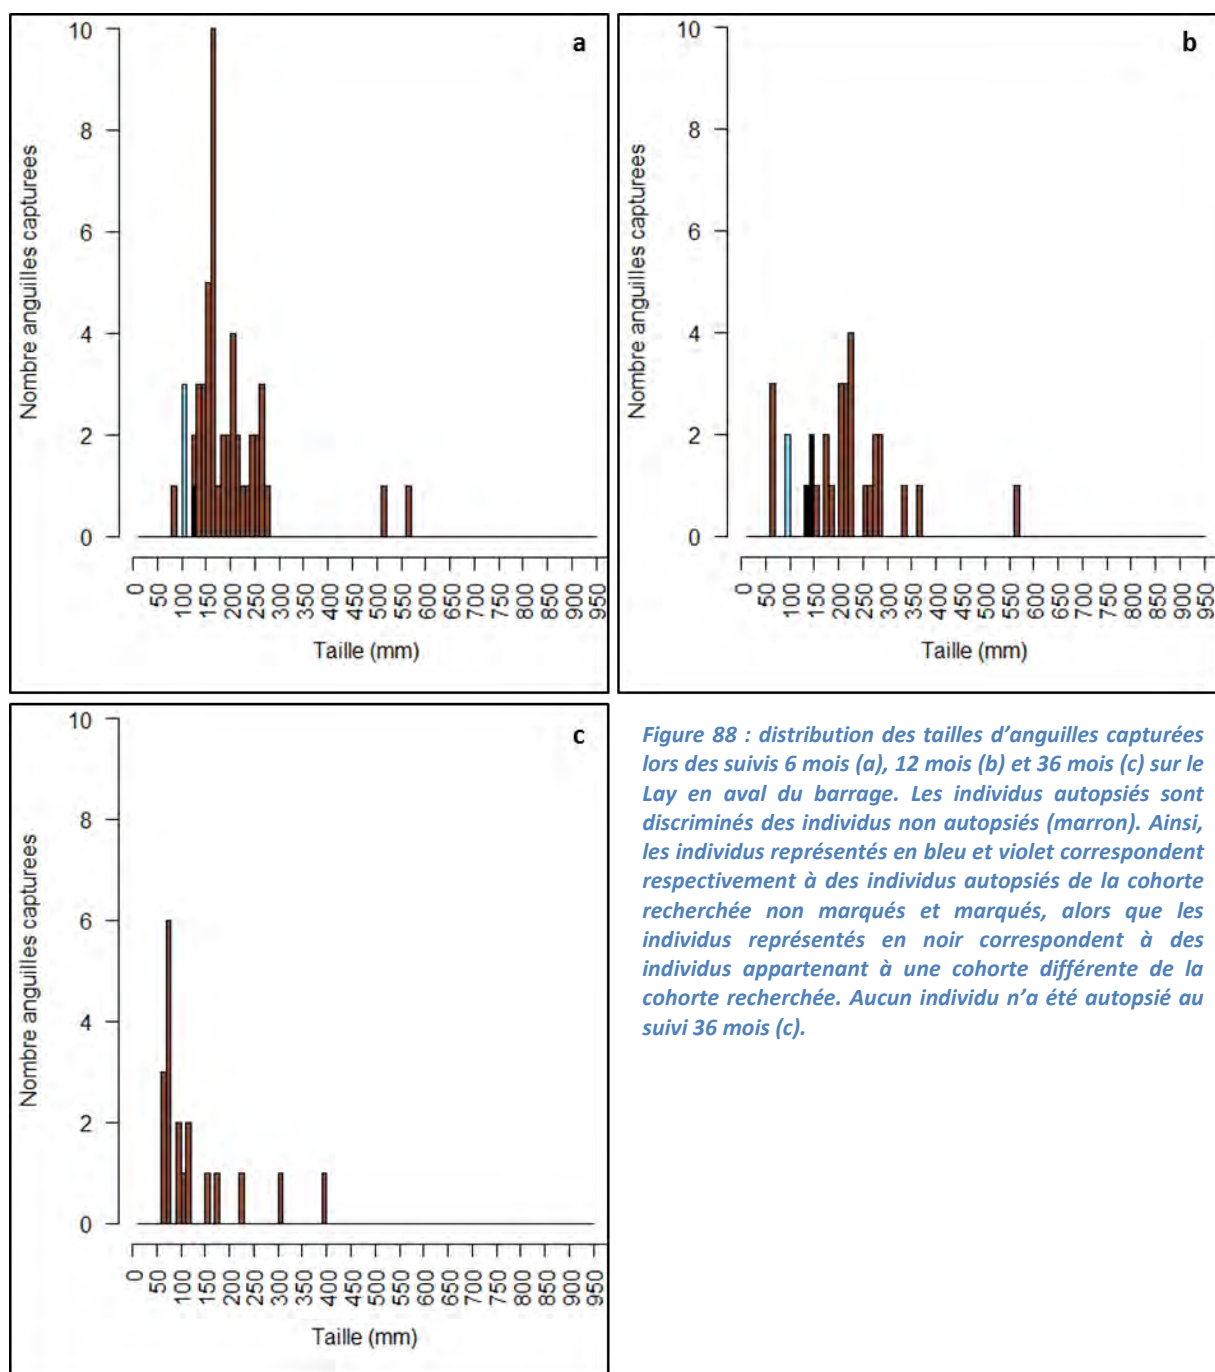 a
Nombre anguilles capturees
10
8
6
4
2
0
0 50 100 150 200 250 300 350 400 450 500 550 600 650 700 750 800 850 900 950
Taille (mm)
b
Nombre anguilles capturees
10
8
6
4
2
0
0 50 100 150 200 250 300 350 400 450 500 550 600 650 700 750 800 850 900 950
Taille (mm)
c
Nombre anguilles capturees
10
8
6
4
2
0
0 50 100 150 200 250 300 350 400 450 500 550 600 650 700 750 800 850 900 950
Taille (mm)
Figure 88 : distribution des tailles d’anguilles capturées
lors des suivis 6 mois (a), 12 mois (b) et 36 mois (c) sur le
Lay en aval du barrage. Les individus autopsiés sont
discriminés des individus non autopsiés (marron). Ainsi,
les individus représentés en bleu et violet correspondent
respectivement à des individus autopsiés de la cohorte
recherchée non marqués et marqués, alors que les
individus représentés en noir correspondent à des
individus appartenant à une cohorte différente de la
cohorte recherchée. Aucun individu n’a été autopsié au
suivi 36 mois (c).